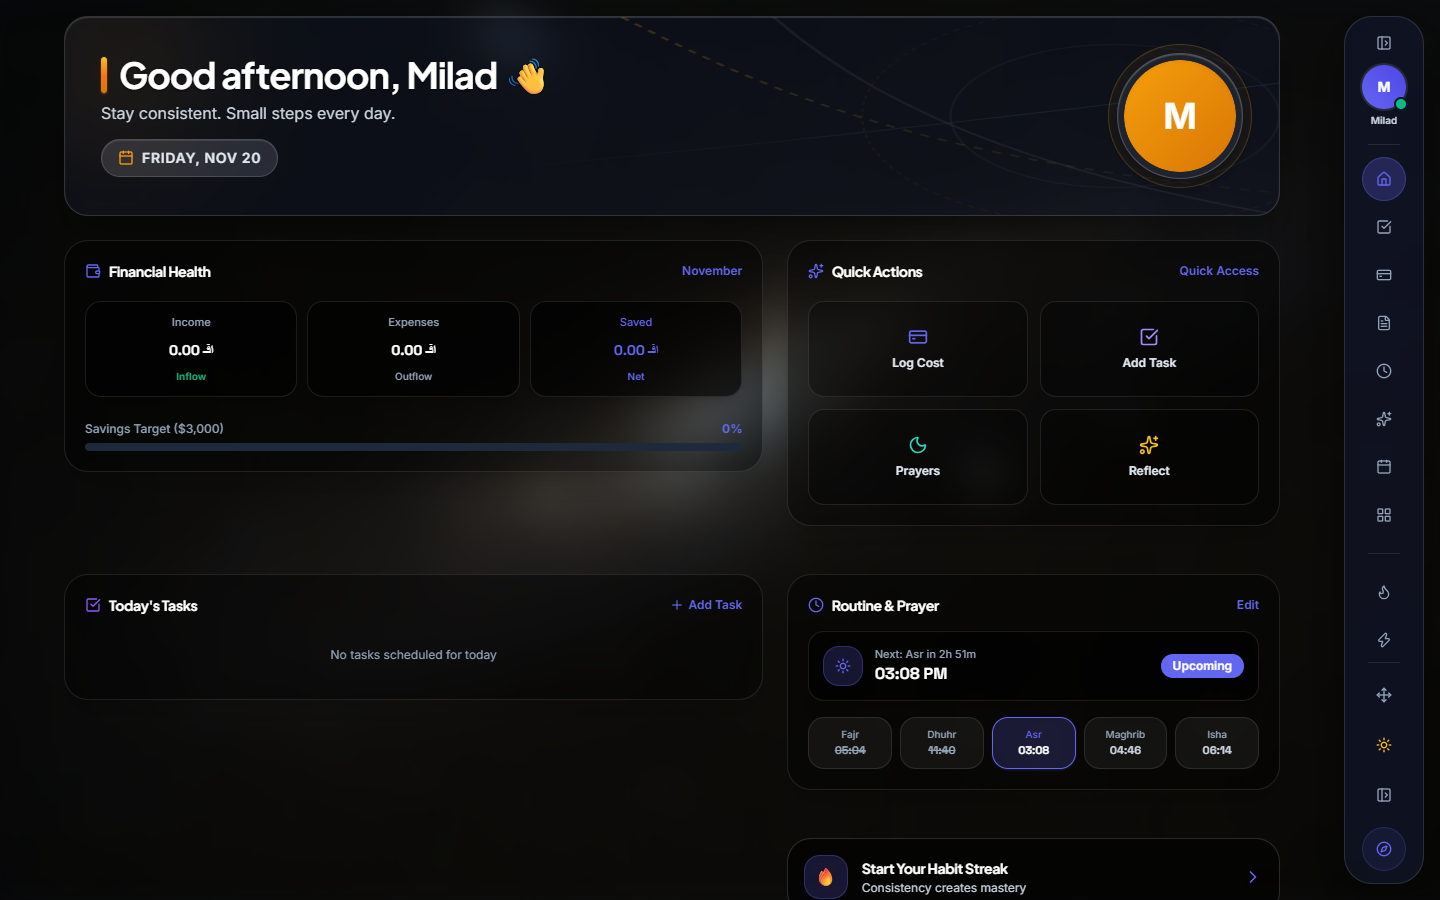 Good afternoon, Milad 👋
Stay consistent. Small steps every day.
FRIDAY, NOV 20
M
Financial Health
November
Income
0.00
Inflow
Expenses
0.00
Outflow
Saved
0.00
Net
Savings Target ($3,000)
0%
Quick Actions
Quick Access
Log Cost
Add Task
Prayers
Reflect
Today's Tasks
+ Add Task
No tasks scheduled for today
Routine & Prayer
Edit
Next: Asr in 2h 51m
03:08 PM
Upcoming
Fajr
05:04
Dhuhr
11:40
Asr
03:08
Maghrib
04:46
Isha
06:14
Start Your Habit Streak
Consistency creates mastery
M
Milad